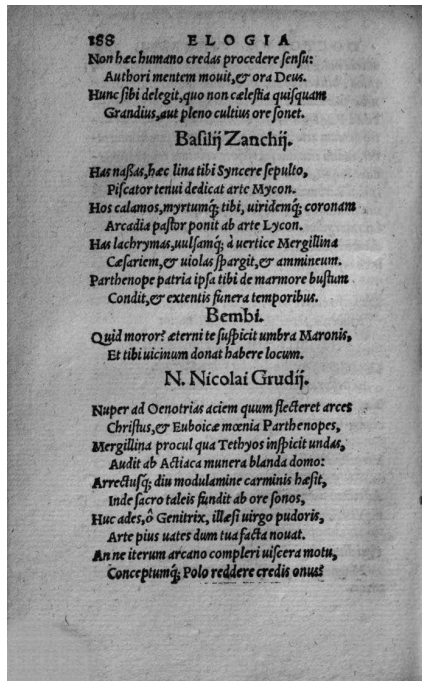 188 ELOGIA
Non hæc humano credas procedere sensu:
Authori mentem mouit, & ora Deus.
Hunc sibi delegit, quo non cælestia quisquam
Grandius, aut pleno cultius ore sonet.
Basilij Zanchij.
Has naßas, hæc lina tibi Syncere sepulto,
Piscator tenui dedicat arte Mycon.
Hos calamos, myrtumq́; tibi, uiridemq́; coronam
Arcadia pastor ponit ab arte Lycon.
Has lachrymas, uulsamq́; à uertice Mergillina
Cæsariem, & uiolas spargit, & ammineum.
Parthenope patria ipsa tibi de marmore bustum
Condit, & extentis funera temporibus.
Bembi.
Quid moror? æterni te suspicit umbra Maronis,
Et tibi uicinum donat habere locum.
N. Nicolai Grudij.
Nuper ad Oenotrias aciem quum flecteret arces
Christus, & Euboicæ mœnia Parthenopes,
Mergillina procul qua Tethyos inspicit undas,
Audit ab Actiaca munera blanda domo:
Arrectusq́; diu modulamine carminis hæsit,
Inde sacro taleis fundit ab ore sonos,
Huc ades, ô Genitrix, illæsi uirgo pudoris,
Arte pius uates dum tua facta nouat.
An ne iterum arcano compleri uiscera motu,
Conceptumq́; Polo reddere credis onus?